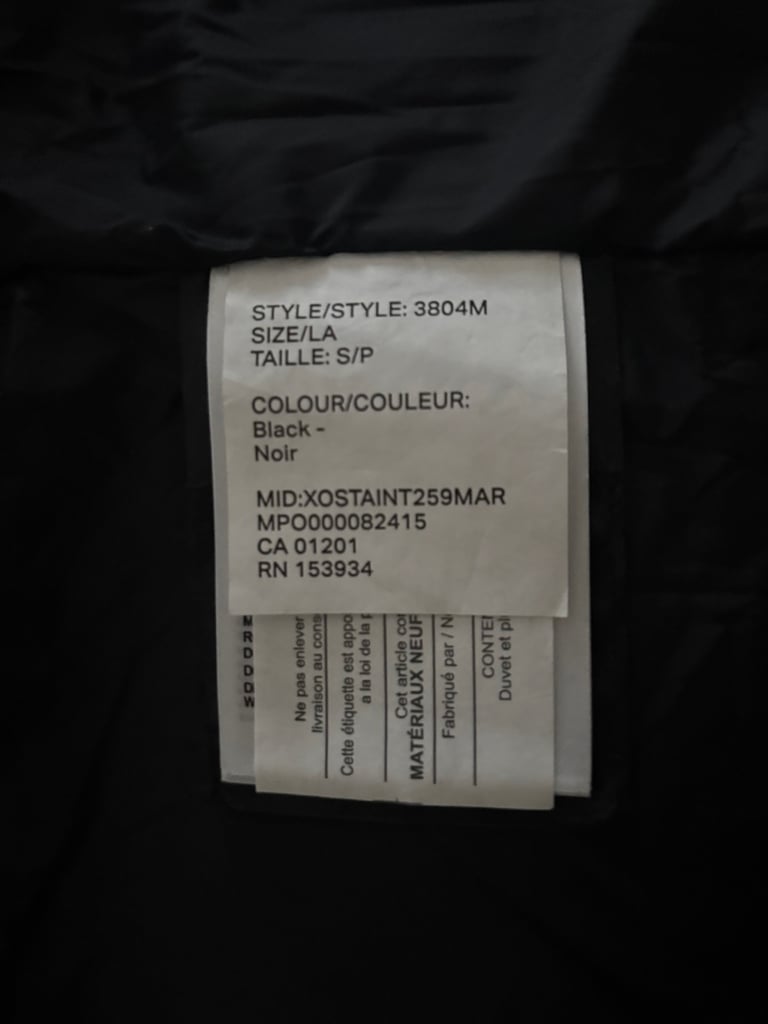 STYLE/STYLE: 3804M
SIZE/LA
TAILLE: S/P
COLOUR/COULEUR:
Black -
Noir
MID:XOSTAINT259MAR
MPO000082415
CA 01201
RN 153934
M
R
D
D
D
W
Ne pas enlever
livraison au cons
Cette étiquette est appo
a la loi de la
Cet article co
MATÉRIAUX NEUF
Fabriqué par / N
CONTE
Duvet et pl